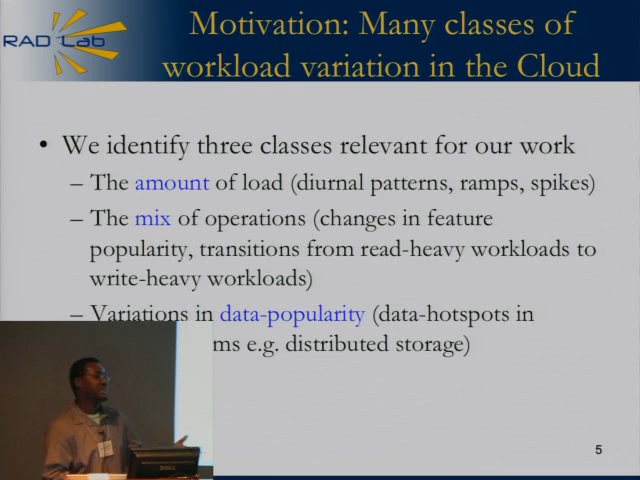 RAD Lab
Motivation: Many classes of
workload variation in the Cloud
• We identify three classes relevant for our work
– The amount of load (diurnal patterns, ramps, spikes)
– The mix of operations (changes in feature
popularity, transitions from read-heavy workloads to
write-heavy workloads)
– Variations in data-popularity (data-hotspots in
ms e.g. distributed storage)
DELL
5